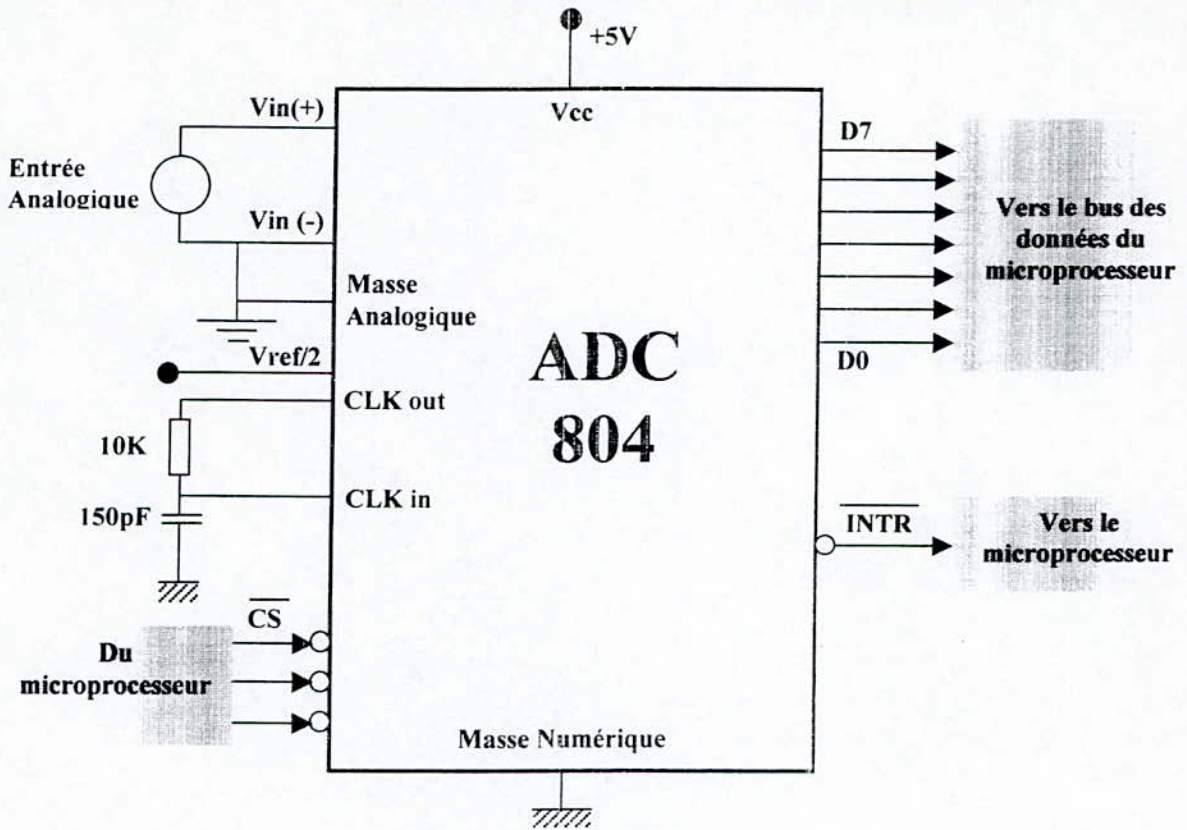 +5V
Vin(+)
Vcc
D7
Entrée
Analogique
Vin (-)
Vers le bus des
données du
microprocesseur
Masse
Analogique
Vref/2
ADC
804
D0
CLK out
10K
CLK in
150pF
INTR
Vers le
microprocesseur
CS
Du
microprocesseur
Masse Numérique